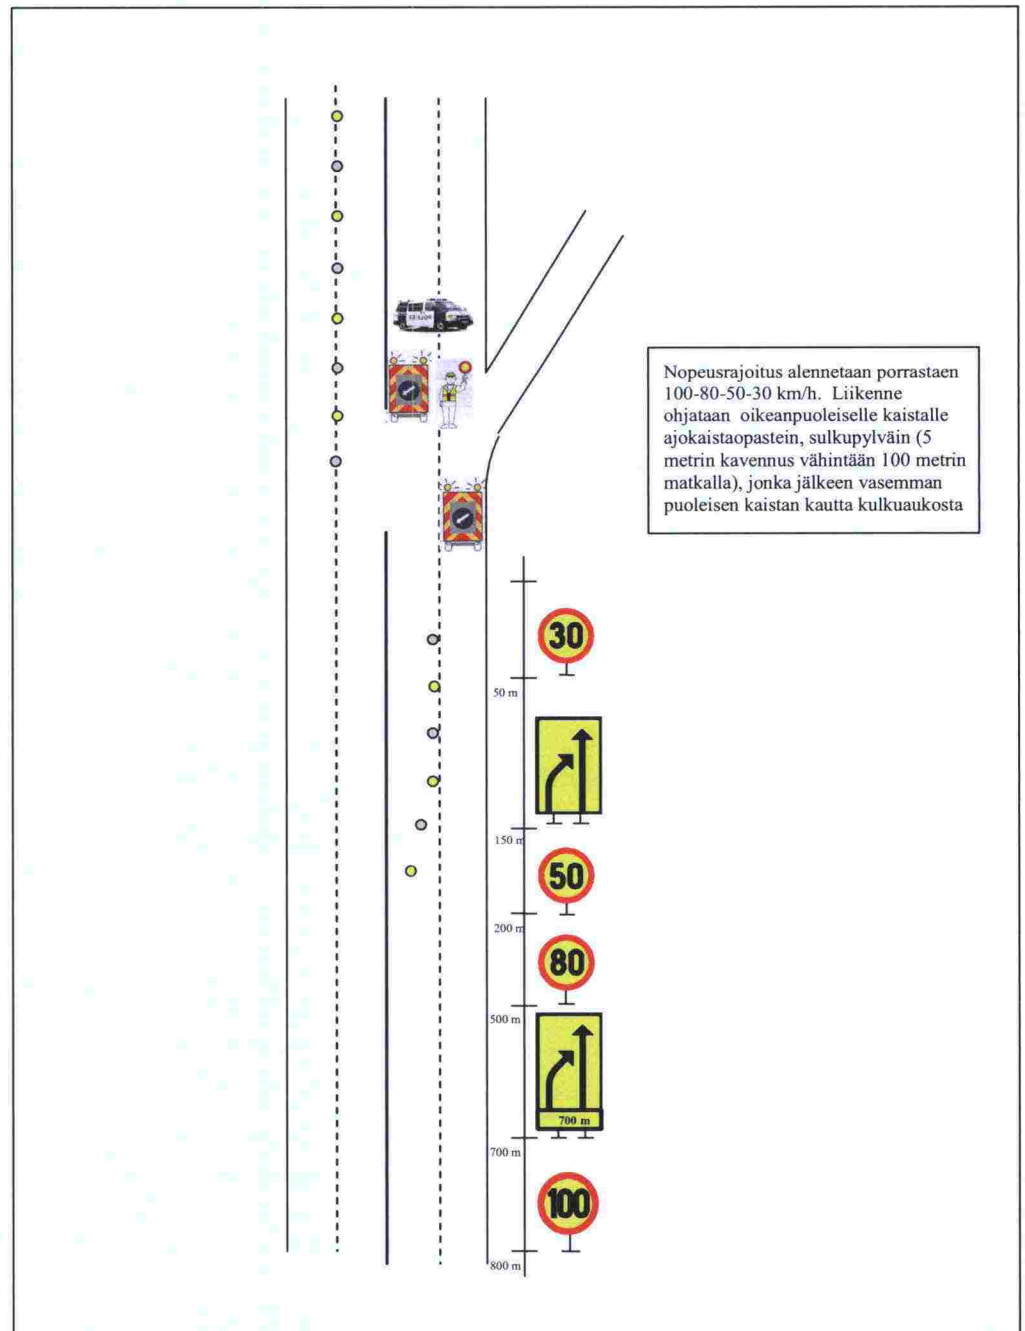 Nopeusrajoitus alennetaan porrastaen
100-80-50-30 km/h. Liikenne
ohjataan oikeanpuoleiselle kaistalle
ajokaistaopastein, sulkupylväin (5
metrin kavennus vähintään 100 metrin
matkalla), jonka jälkeen vasemman
puoleisen kaistan kautta kulkuaukosta
30
50 m
150 m
50
200 m
80
500 m
700 m
700 m
100
800 m